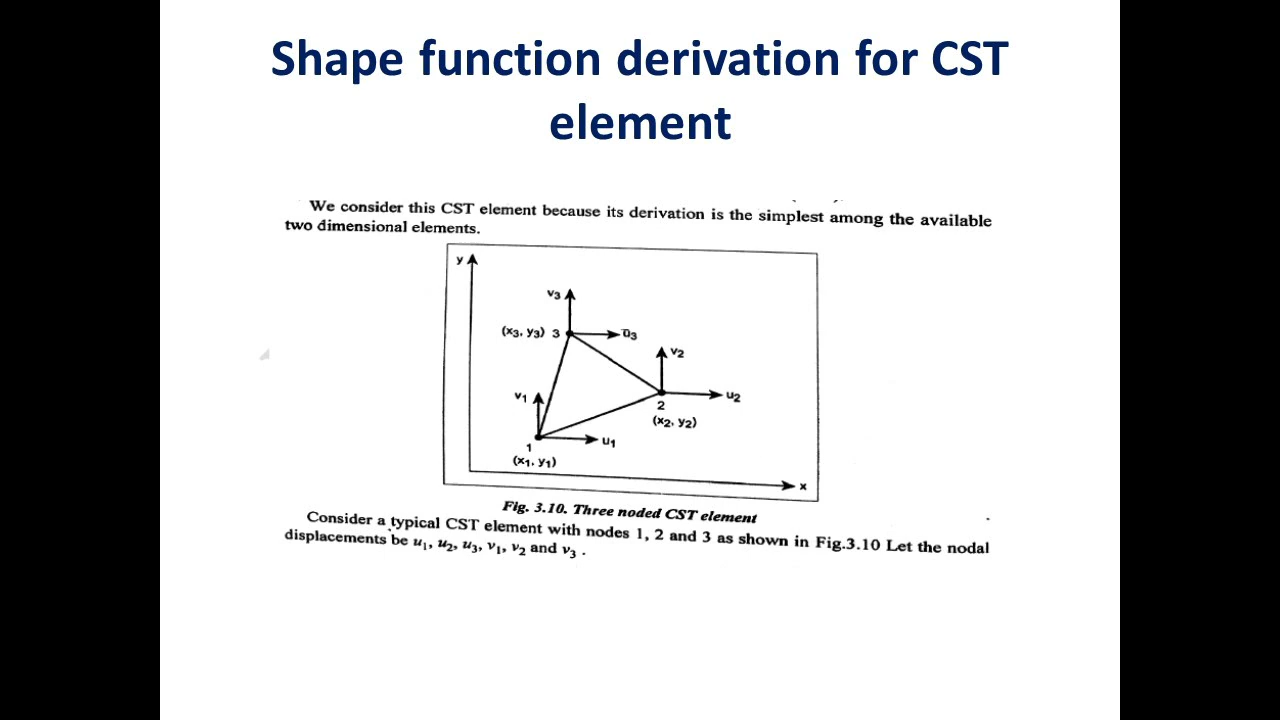 Shape function derivation for CST
element
We consider this CST element because its derivation is the simplest among the available
two dimensional elements.
y
v3
(x3, y3) 3
u3
v2
v1
u2
2
(x2, y2)
u1
1
(x1, y1)
x
Fig. 3.10. Three noded CST element
Consider a typical CST element with nodes 1, 2 and 3 as shown in Fig.3.10 Let the nodal
displacements be u1, u2, u3, v1, v2 and v3 .